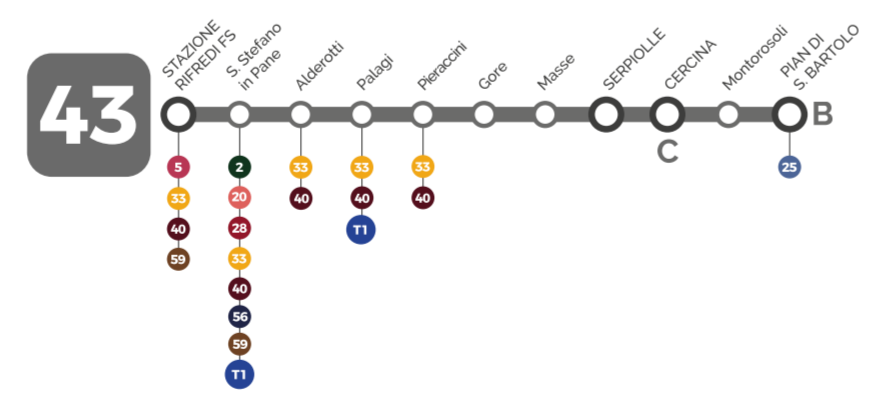 43
STAZIONE
RIFREDI FS
S. Stefano
in Pane
Alderotti
Palagi
Pieraccini
Gore
Masse
SERPIOLLE
CERCINA
Montorosoli
PIAN DI
S. BARTOLO
B
C
5
33
40
59
2
20
28
33
40
56
59
T1
33
40
33
40
T1
33
40
25